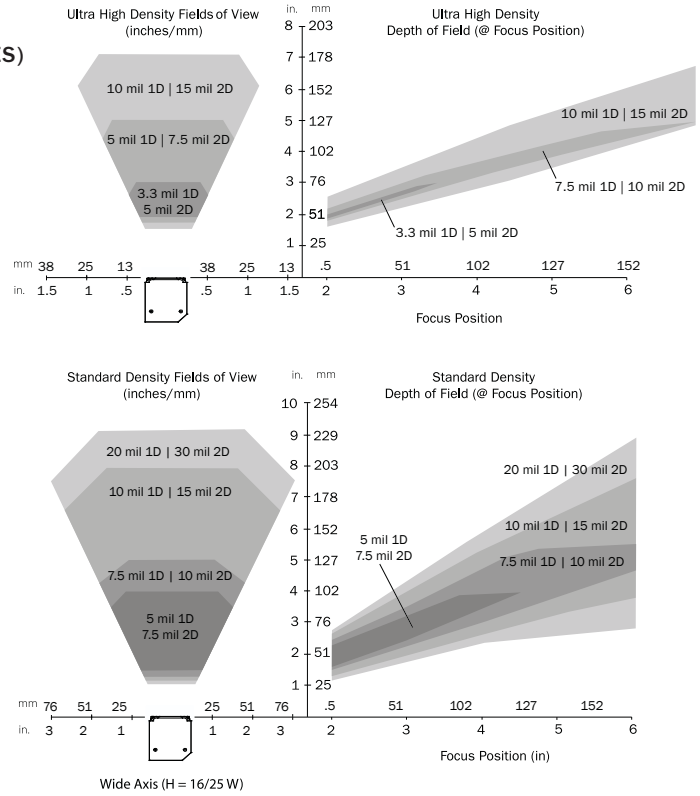 ES)
Ultra High Density Fields of View
(inches/mm)
10 mil 1D | 15 mil 2D
5 mil 1D | 7.5 mil 2D
3.3 mil 1D
5 mil 2D
mm 38 25 13 38 25 13
in. 1.5 1 .5 .5 1 1.5
in. mm
8 203
7 178
6 152
5 127
4 102
3 76
2 51
1 25
Ultra High Density
Depth of Field (@ Focus Position)
10 mil 1D | 15 mil 2D
7.5 mil 1D | 10 mil 2D
3.3 mil 1D | 5 mil 2D
.5 51 102 127 152
2 3 4 5 6
Focus Position
Standard Density Fields of View
(inches/mm)
20 mil 1D | 30 mil 2D
10 mil 1D | 15 mil 2D
7.5 mil 1D | 10 mil 2D
5 mil 1D
7.5 mil 2D
mm 76 51 25 25 51 76
in. 3 2 1 1 2 3
Wide Axis (H = 16/25 W)
in. mm
10 254
9 229
8 203
7 178
6 152
5 127
4 102
3 76
2 51
1 25
Standard Density
Depth of Field (@ Focus Position)
20 mil 1D | 30 mil 2D
10 mil 1D | 15 mil 2D
7.5 mil 1D | 10 mil 2D
5 mil 1D
7.5 mil 2D
.5 51 102 127 152
2 3 4 5 6
Focus Position (in)